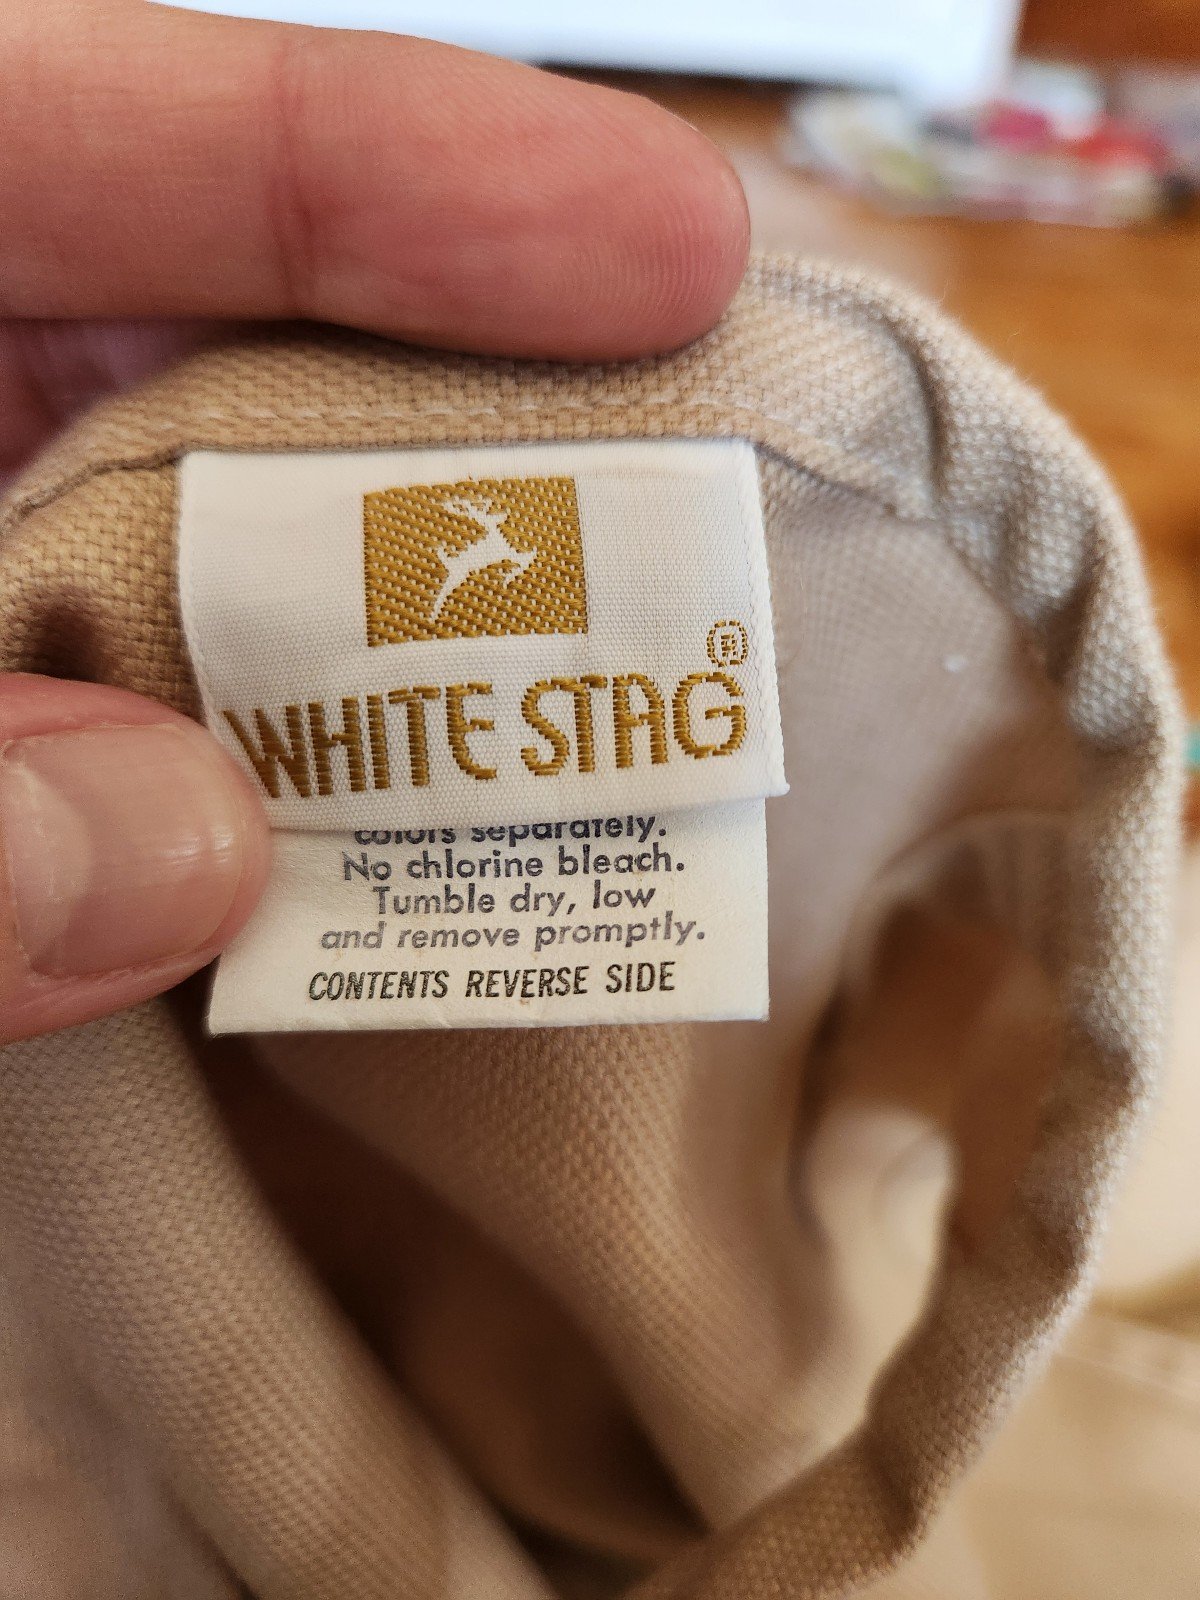 WHITE STAG®
colors separately.
No chlorine bleach.
Tumble dry, low
and remove promptly.
CONTENTS REVERSE SIDE